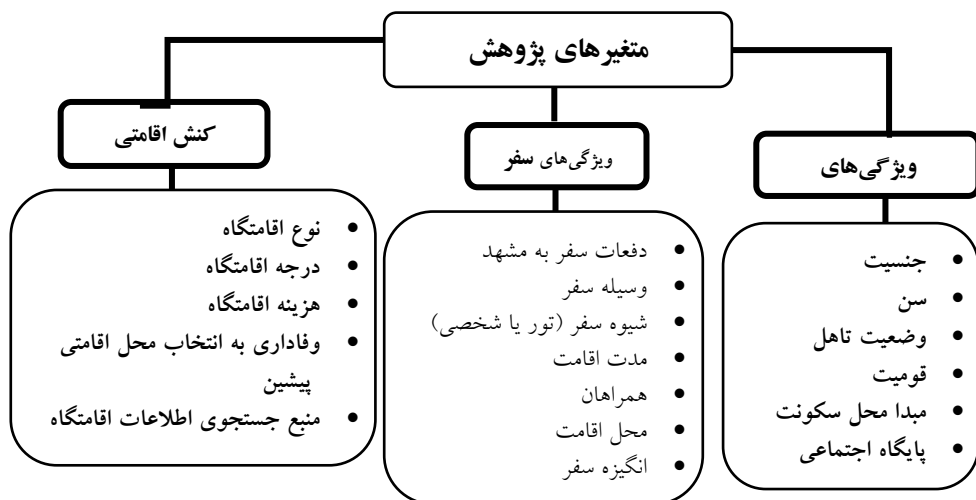 متغیرهای پژوهش
ویژگی‌های
جنسیت
سن
وضعیت تاهل
قومیت
مبدا محل سکونت
پایگاه اجتماعی
ویژگی‌های سفر
دفعات سفر به مشهد
وسیله سفر
شیوه سفر (تور یا شخصی)
مدت اقامت
همراهان
محل اقامت
انگیزه سفر
کنش اقامتی
نوع اقامتگاه
درجه اقامتگاه
هزینه اقامتگاه
وفاداری به انتخاب محل اقامتی
پیشین
منبع جستجوی اطلاعات اقامتگاه